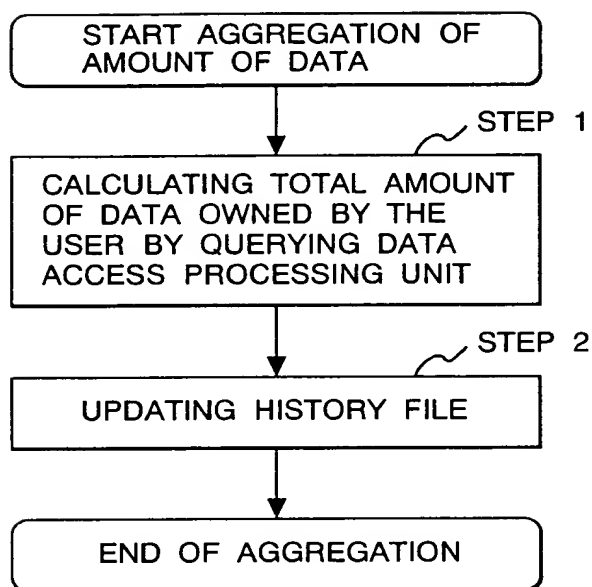 START AGGREGATION OF
AMOUNT OF DATA
STEP 1
CALCULATING TOTAL AMOUNT
OF DATA OWNED BY THE
USER BY QUERYING DATA
ACCESS PROCESSING UNIT
STEP 2
UPDATING HISTORY FILE
END OF AGGREGATION